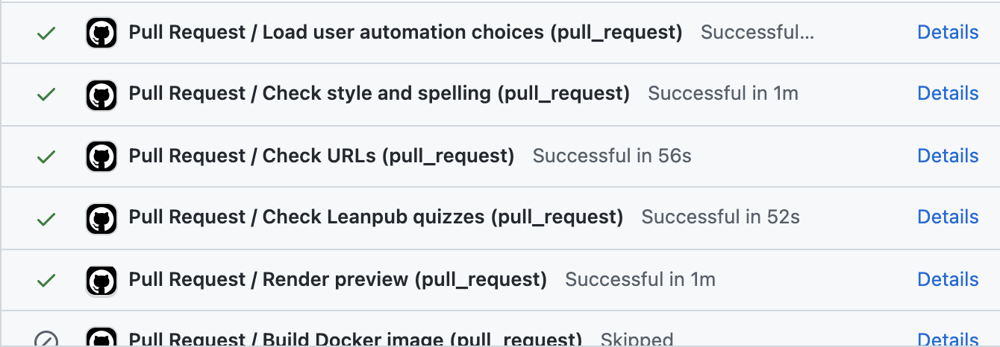 Pull Request / Load user automation choices (pull_request) Successful... Details
Pull Request / Check style and spelling (pull_request) Successful in 1m Details
Pull Request / Check URLs (pull_request) Successful in 56s Details
Pull Request / Check Leanpub quizzes (pull_request) Successful in 52s Details
Pull Request / Render preview (pull_request) Successful in 1m Details
Pull Request / Build Docker image (pull_request) Skipped Details